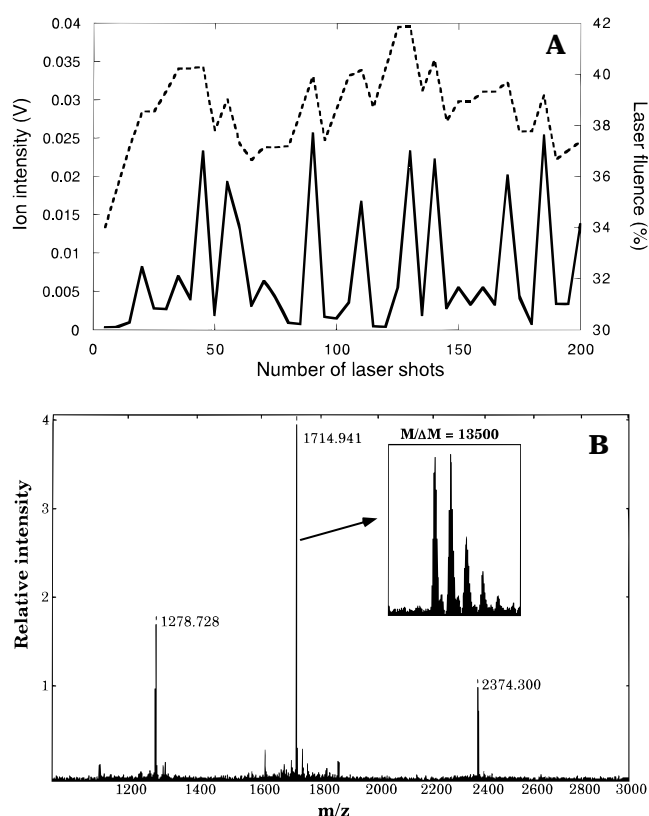 A
0.04
0.035
0.03
0.025
0.02
0.015
0.01
0.005
0
Ion intensity (V)
42
40
38
36
34
32
30
Laser fluence (%)
0 50 100 150 200
Number of laser shots
B
4
3
2
1
Relative intensity
1714.941
M/ΔM = 13500
1278.728
2374.300
1200 1400 1600 1800 2000 2200 2400 2600 2800 3000
m/z